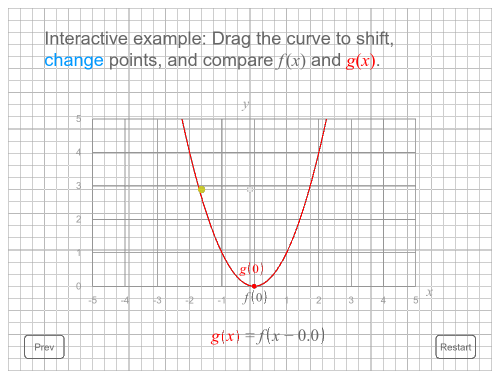 Interactive example: Drag the curve to shift,
change points, and compare f(x) and g(x).
y
5
4
3
2
1
0
-5 -4 -3 -2 -1 0 1 2 3 4 5 x
g(0)
f(0)
g(x) = f(x − 0.0)
Prev
Restart